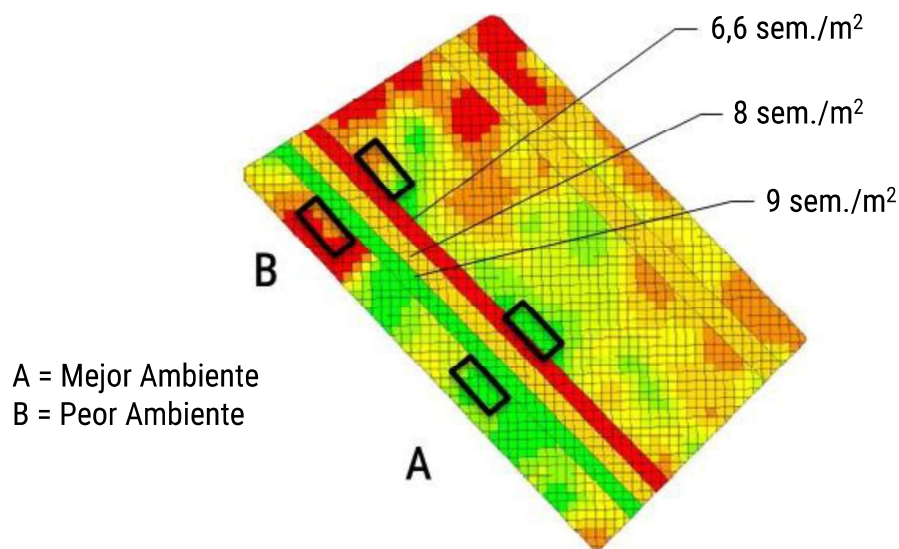 6,6 sem./m²
8 sem./m²
9 sem./m²
B
A = Mejor Ambiente
B = Peor Ambiente
A